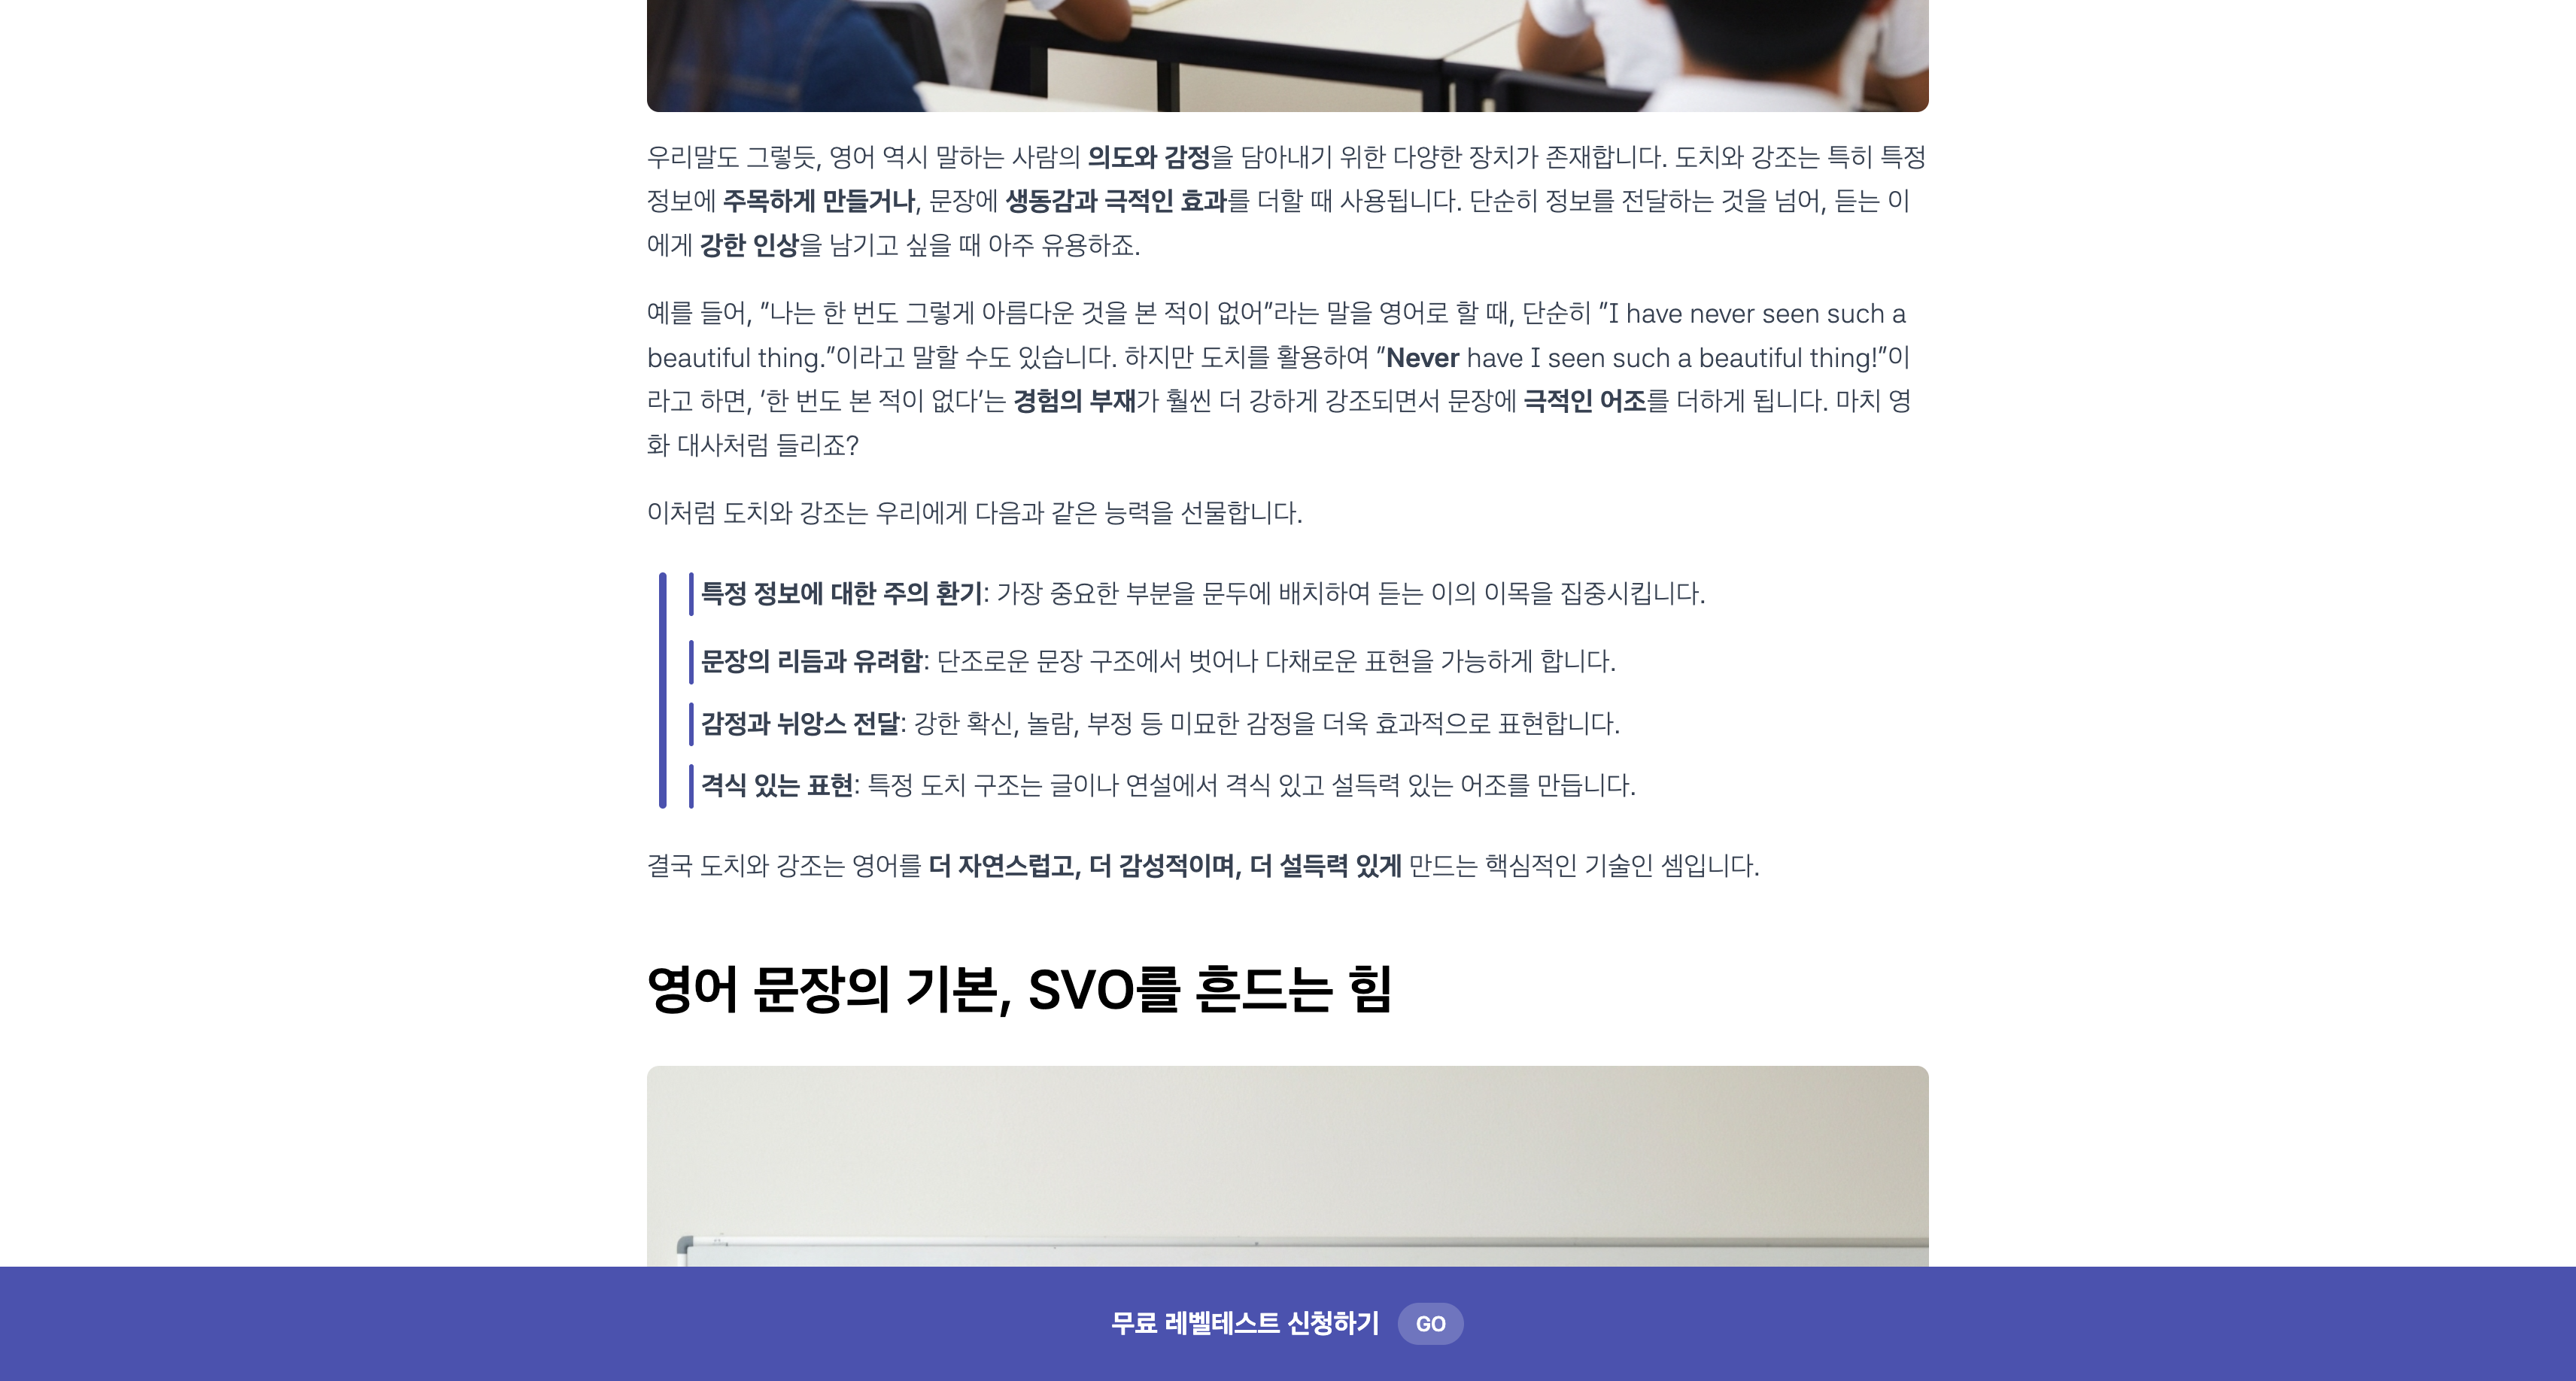 우리말도 그렇듯, 영어 역시 말하는 사람의 의도와 감정을 담아내기 위한 다양한 장치가 존재합니다. 도치와 강조는 특히 특정
정보에 주목하게 만들거나, 문장에 생동감과 극적인 효과를 더할 때 사용됩니다. 단순히 정보를 전달하는 것을 넘어, 듣는 이
에게 강한 인상을 남기고 싶을 때 아주 유용하죠.
예를 들어, "나는 한 번도 그렇게 아름다운 것을 본 적이 없어"라는 말을 영어로 할 때, 단순히 "I have never seen such a
beautiful thing."이라고 말할 수도 있습니다. 하지만 도치를 활용하여 "Never have I seen such a beautiful thing!"이
라고 하면, '한 번도 본 적이 없다'는 경험의 부재가 훨씬 더 강하게 강조되면서 문장에 극적인 어조를 더하게 됩니다. 마치 영
화 대사처럼 들리죠?
이처럼 도치와 강조는 우리에게 다음과 같은 능력을 선물합니다.
특정 정보에 대한 주의 환기: 가장 중요한 부분을 문두에 배치하여 듣는 이의 이목을 집중시킵니다.
문장의 리듬과 유려함: 단조로운 문장 구조에서 벗어나 다채로운 표현을 가능하게 합니다.
감정과 뉘앙스 전달: 강한 확신, 놀람, 부정 등 미묘한 감정을 더욱 효과적으로 표현합니다.
격식 있는 표현: 특정 도치 구조는 글이나 연설에서 격식 있고 설득력 있는 어조를 만듭니다.
결국 도치와 강조는 영어를 더 자연스럽고, 더 감성적이며, 더 설득력 있게 만드는 핵심적인 기술인 셈입니다.
영어 문장의 기본, SVO를 흔드는 힘
무료 레벨테스트 신청하기 GO